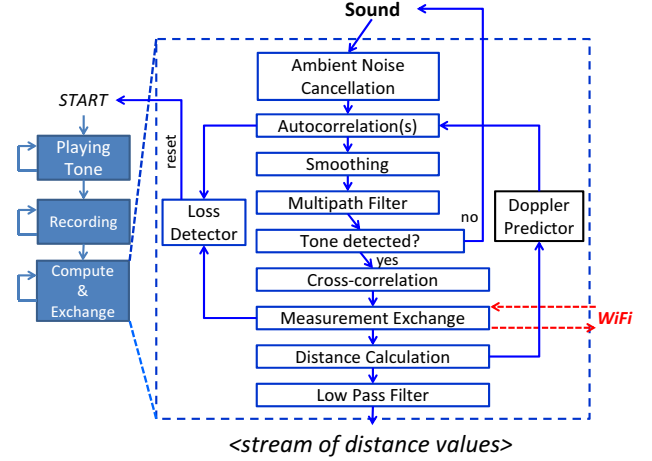 Sound
Ambient Noise
Cancellation
START
Autocorrelation(s)
Playing
Tone
reset
Smoothing
Multipath Filter
Recording
Loss
Detector
no
Doppler
Predictor
Tone detected?
yes
Compute
&
Exchange
Cross-correlation
Measurement Exchange
WiFi
Distance Calculation
Low Pass Filter
<stream of distance values>